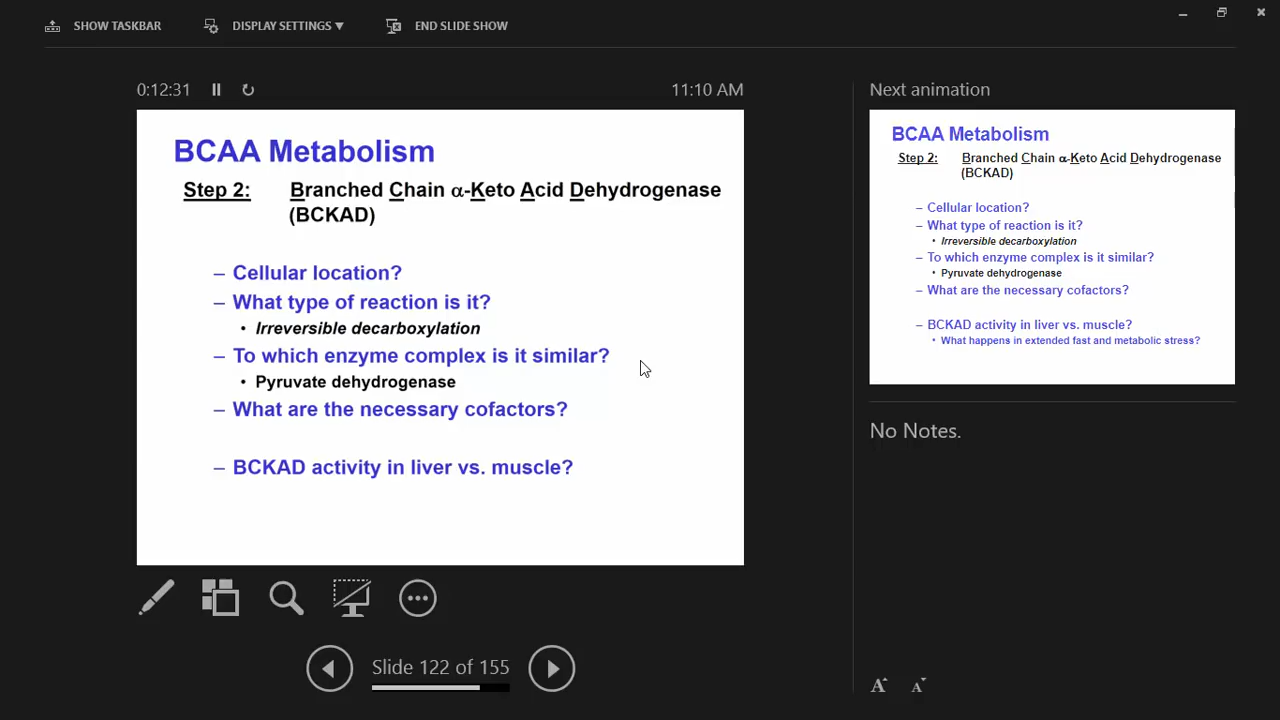 SHOW TASKBAR DISPLAY SETTINGS ▼ END SLIDE SHOW
0:12:31 11:10 AM
BCAA Metabolism
Step 2: Branched Chain α-Keto Acid Dehydrogenase
(BCKAD)
– Cellular location?
– What type of reaction is it?
• Irreversible decarboxylation
– To which enzyme complex is it similar?
• Pyruvate dehydrogenase
– What are the necessary cofactors?
– BCKAD activity in liver vs. muscle?
Slide 122 of 155
Next animation
BCAA Metabolism
Step 2: Branched Chain α-Keto Acid Dehydrogenase
(BCKAD)
– Cellular location?
– What type of reaction is it?
• Irreversible decarboxylation
– To which enzyme complex is it similar?
• Pyruvate dehydrogenase
– What are the necessary cofactors?
– BCKAD activity in liver vs. muscle?
• What happens in extended fast and metabolic stress?
No Notes.
A A